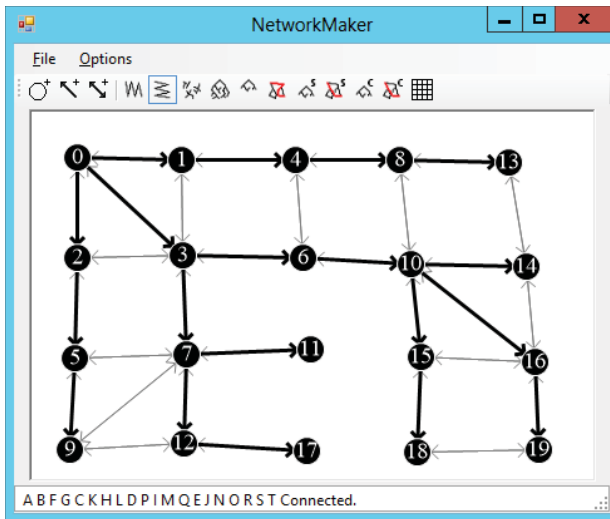 NetworkMaker
File Options
0 1 4 8 13
2 3 6 10 14
5 7 11 15 16
9 12 17 18 19
A B F G C K H L D P I M Q E J N O R S T Connected.